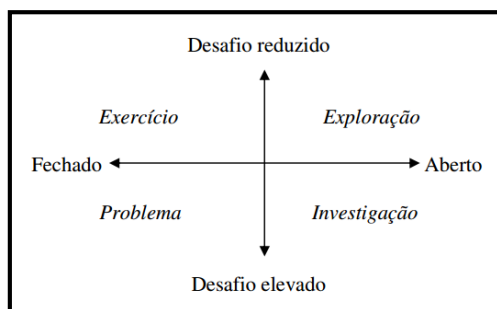 Desafio reduzido
Exercício Exploração
Fechado Aberto
Problema Investigação
Desafio elevado